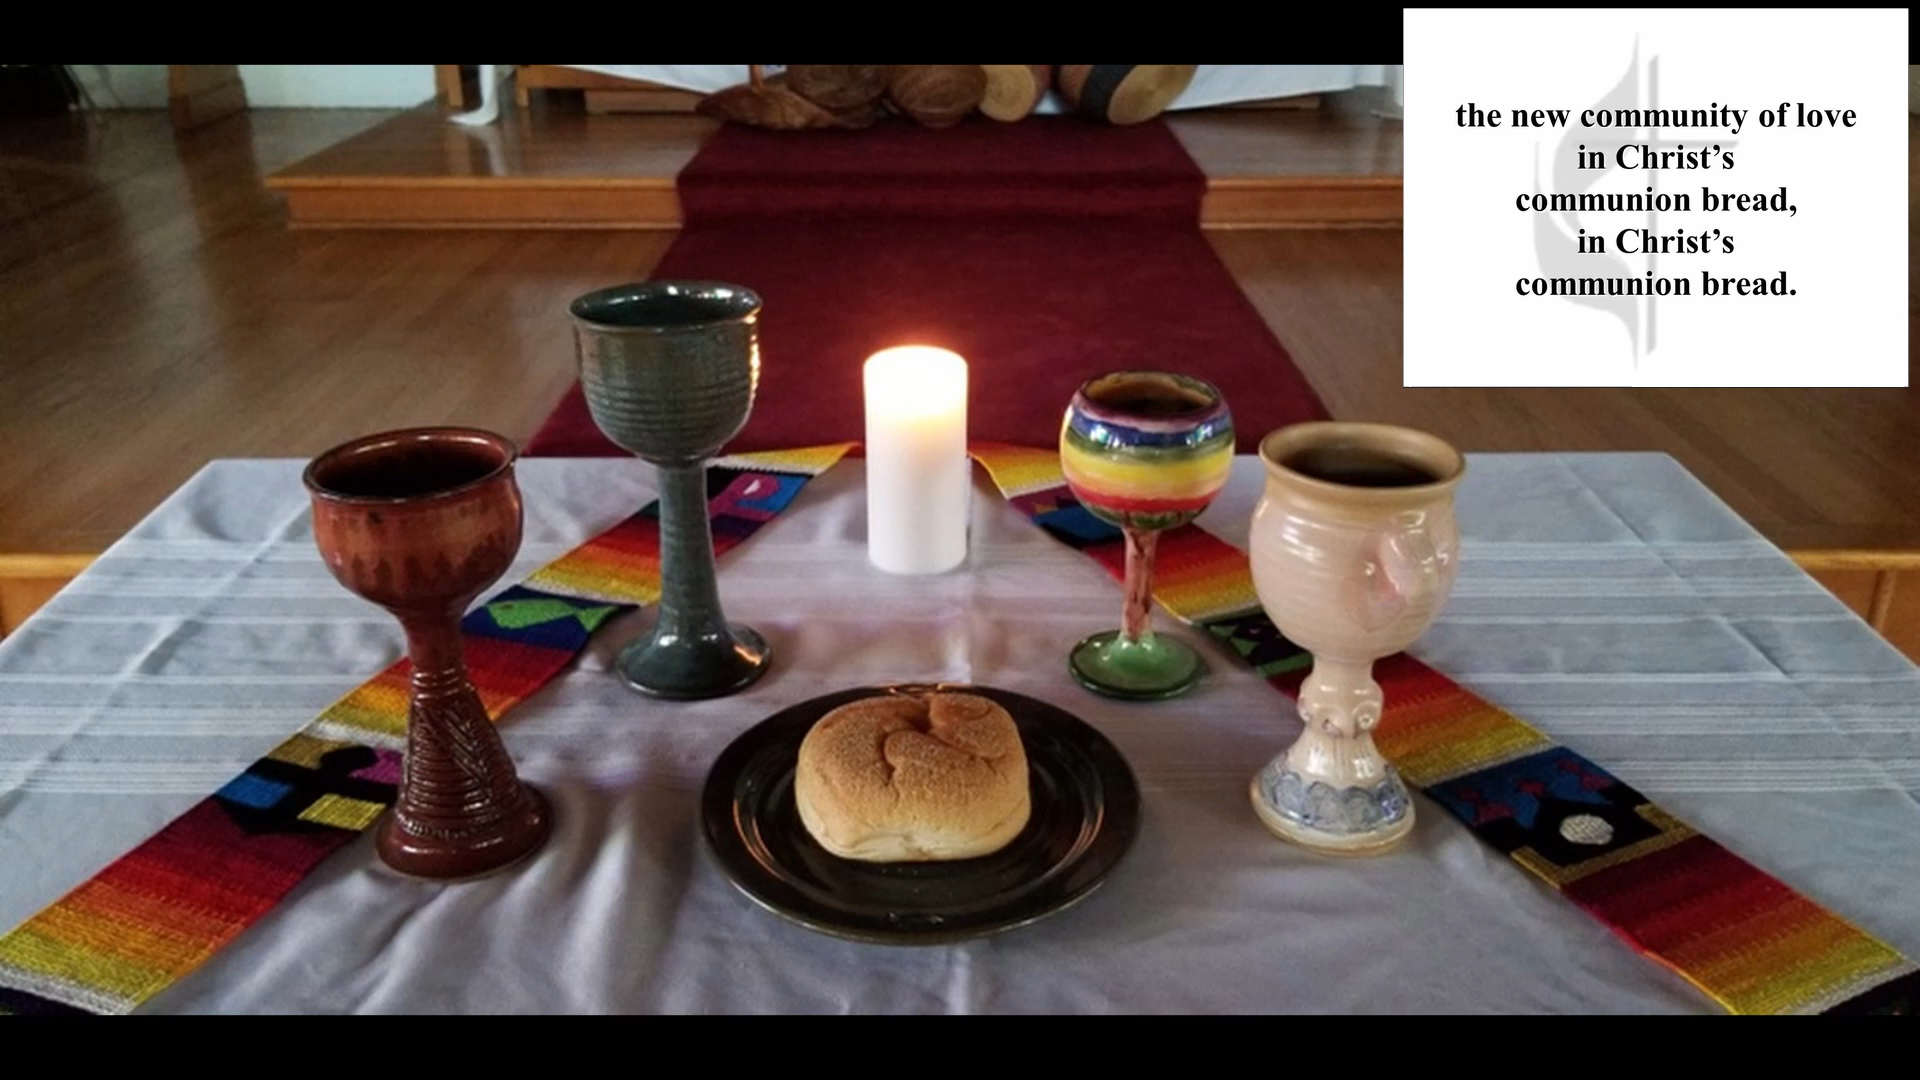 the new community of love
in Christ’s
communion bread,
in Christ’s
communion bread.